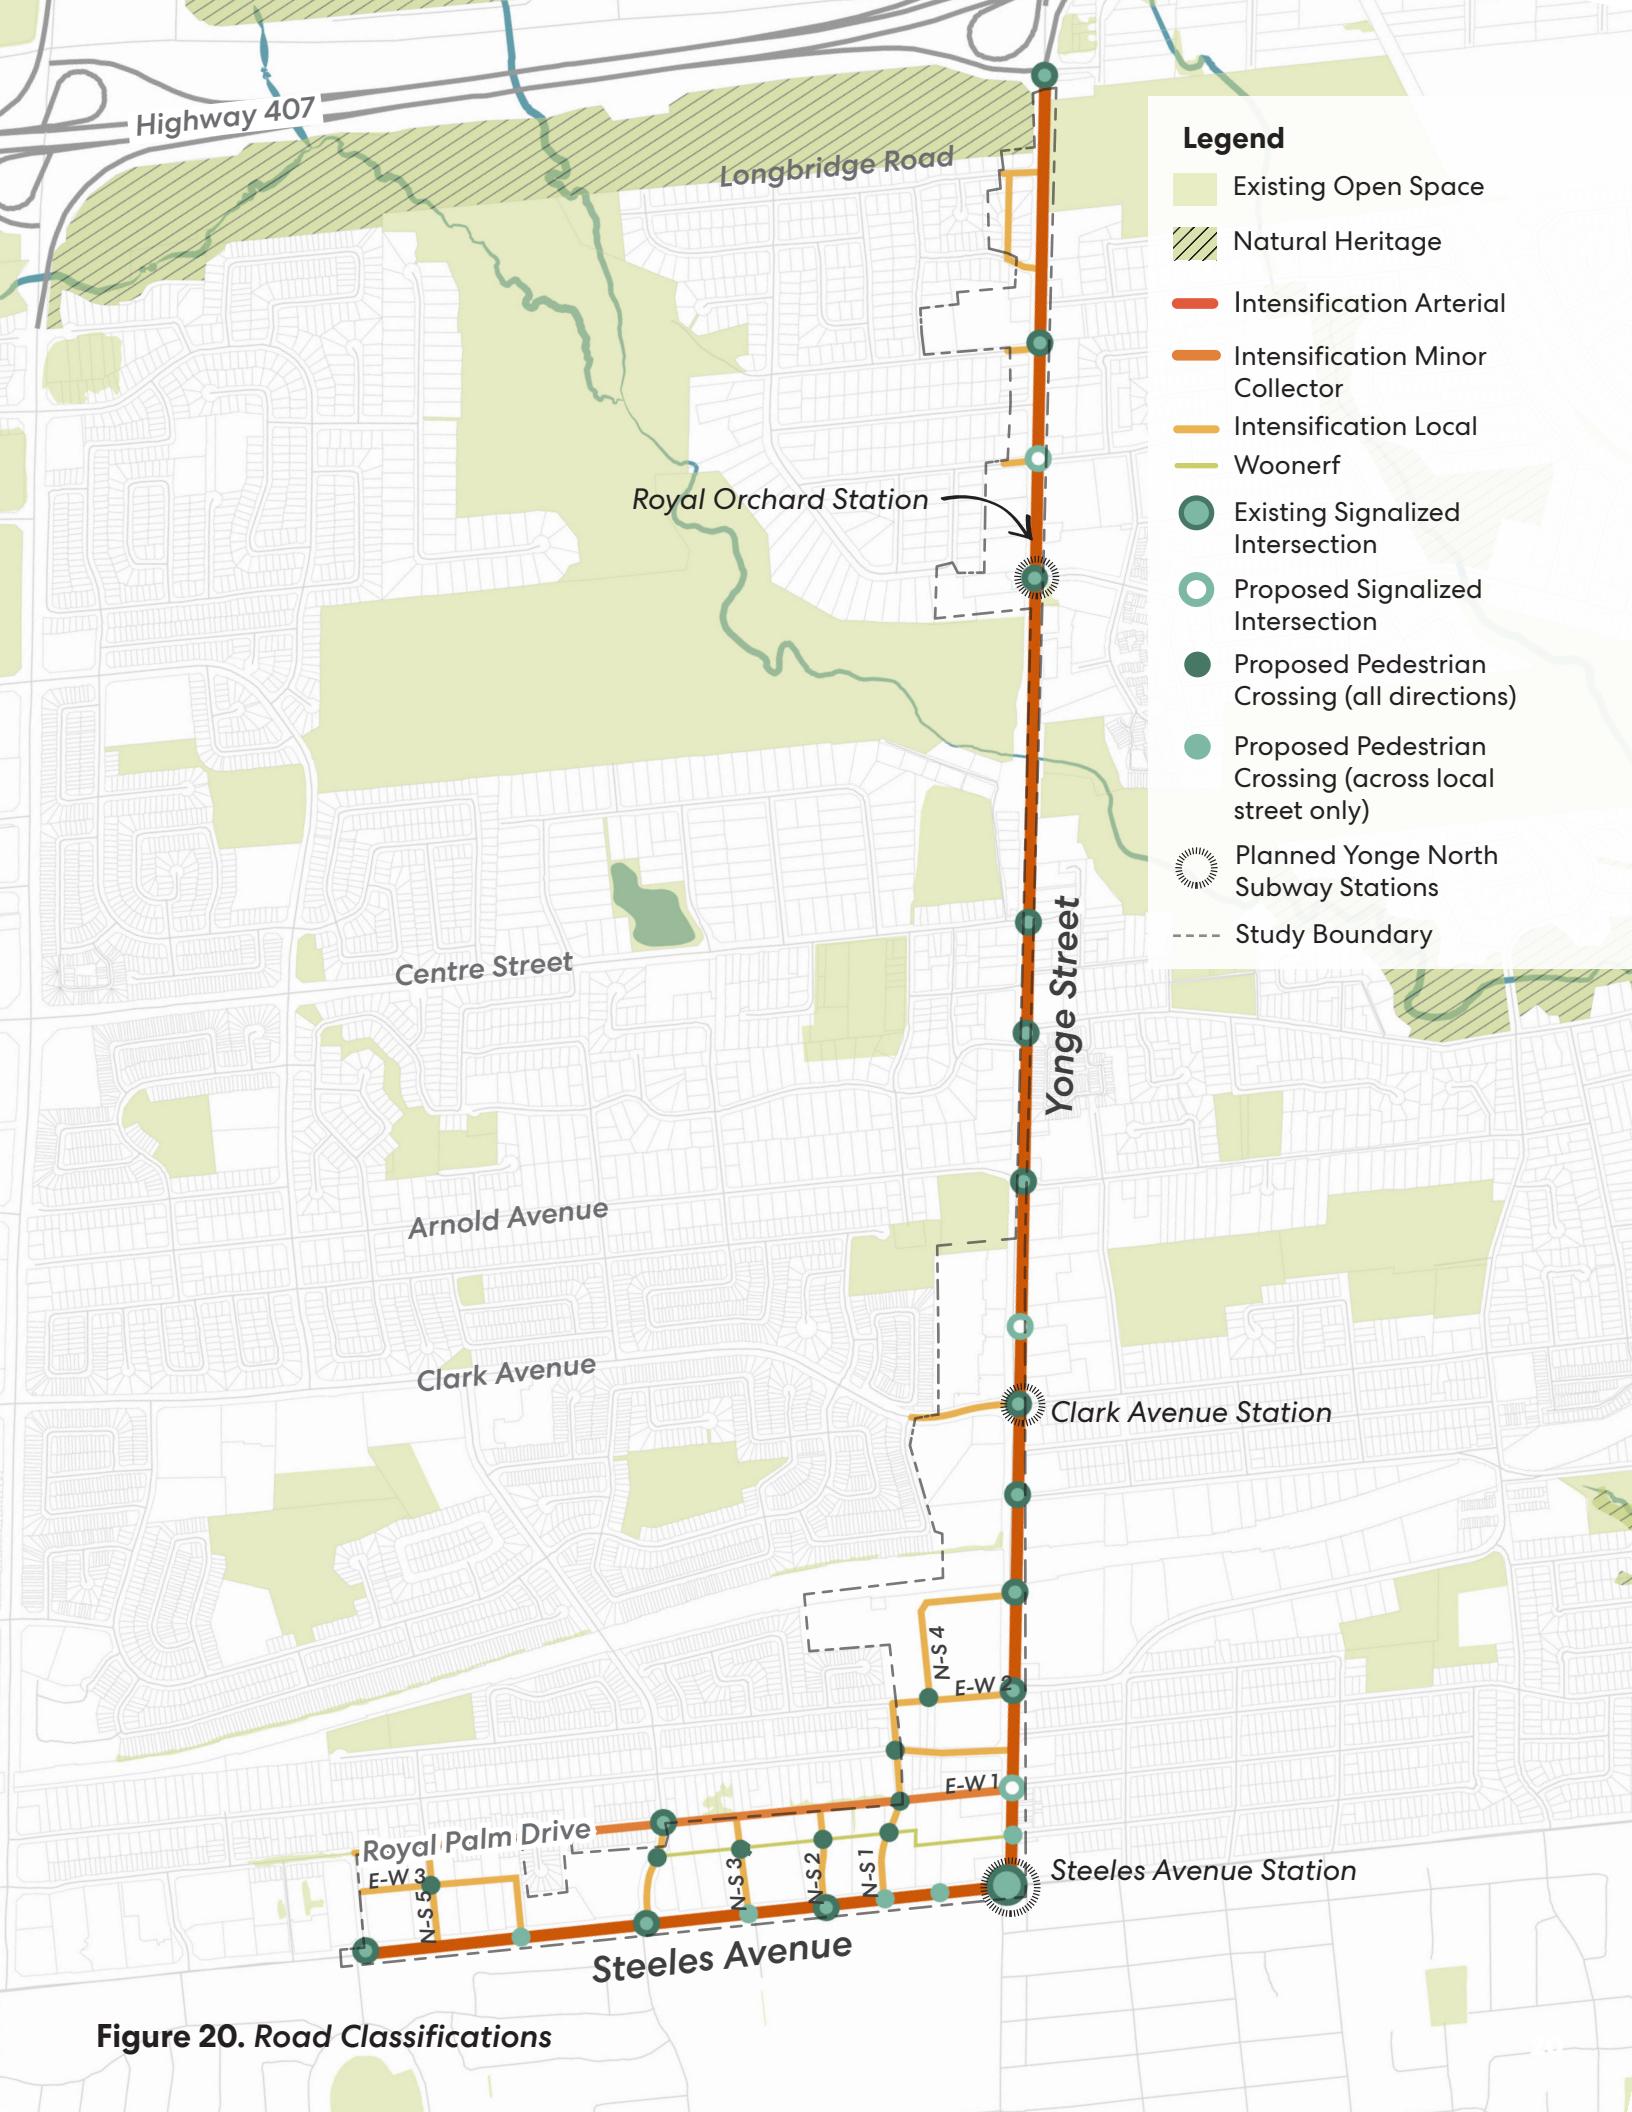 Highway 407
Longbridge Road
Legend
Existing Open Space
Natural Heritage
Intensification Arterial
Intensification Minor
Collector
Intensification Local
Woonerf
Existing Signalized
Intersection
Proposed Signalized
Intersection
Proposed Pedestrian
Crossing (all directions)
Proposed Pedestrian
Crossing (across local
street only)
Planned Yonge North
Subway Stations
Study Boundary
Royal Orchard Station
Yonge Street
Centre Street
Arnold Avenue
Clark Avenue
Clark Avenue Station
N-S 4
E-W 2
E-W 1
Royal Palm Drive
E-W 3
N-S 5
N-S 3
N-S 2
N-S 1
Steeles Avenue Station
Steeles Avenue
Figure 20. Road Classifications